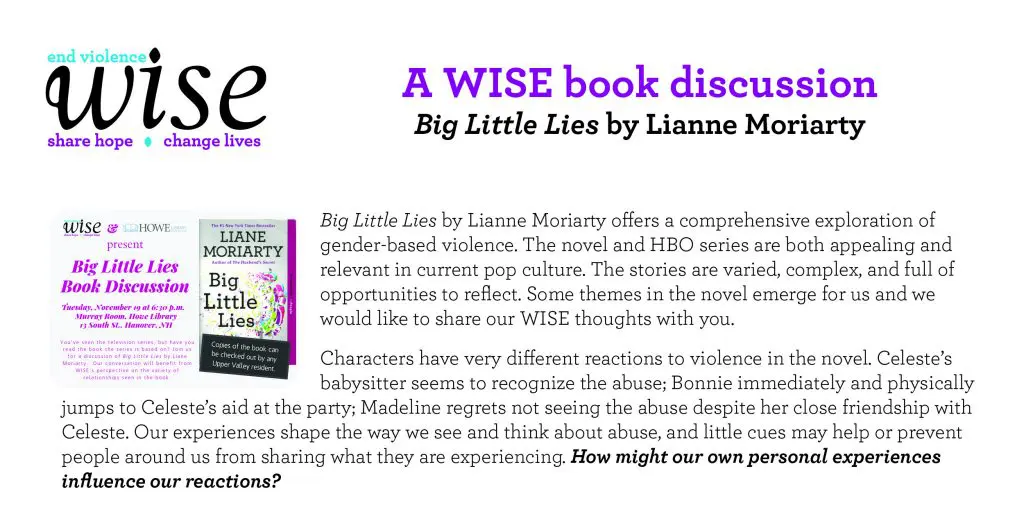 end violence
wise
share hope change lives
A WISE book discussion
Big Little Lies by Lianne Moriarty
wise & HOWE
present
Big Little Lies
Book Discussion
Tuesday, November 19 at 6:30 p.m.
Murray Room, Howe Library
13 South St., Hanover, NH
You've seen the television series, but have you
read the book the series is based on? Join us
for a discussion of Big Little Lies by Liane
Moriarty. Our conversation will benefit from
WISE's perspective on the variety of
relationships seen in the book.
The #1 New York Times Bestseller
LIANE
MORIARTY
Author of The Husband's Secret
Big
Little
Lies
Copies of the book can
be checked out by any
Upper Valley resident.
Big Little Lies by Lianne Moriarty offers a comprehensive exploration of
gender-based violence. The novel and HBO series are both appealing and
relevant in current pop culture. The stories are varied, complex, and full of
opportunities to reflect. Some themes in the novel emerge for us and we
would like to share our WISE thoughts with you.
Characters have very different reactions to violence in the novel. Celeste's
babysitter seems to recognize the abuse; Bonnie immediately and physically
jumps to Celeste's aid at the party; Madeline regrets not seeing the abuse despite her close friendship with
Celeste. Our experiences shape the way we see and think about abuse, and little cues may help or prevent
people around us from sharing what they are experiencing. How might our own personal experiences
influence our reactions?